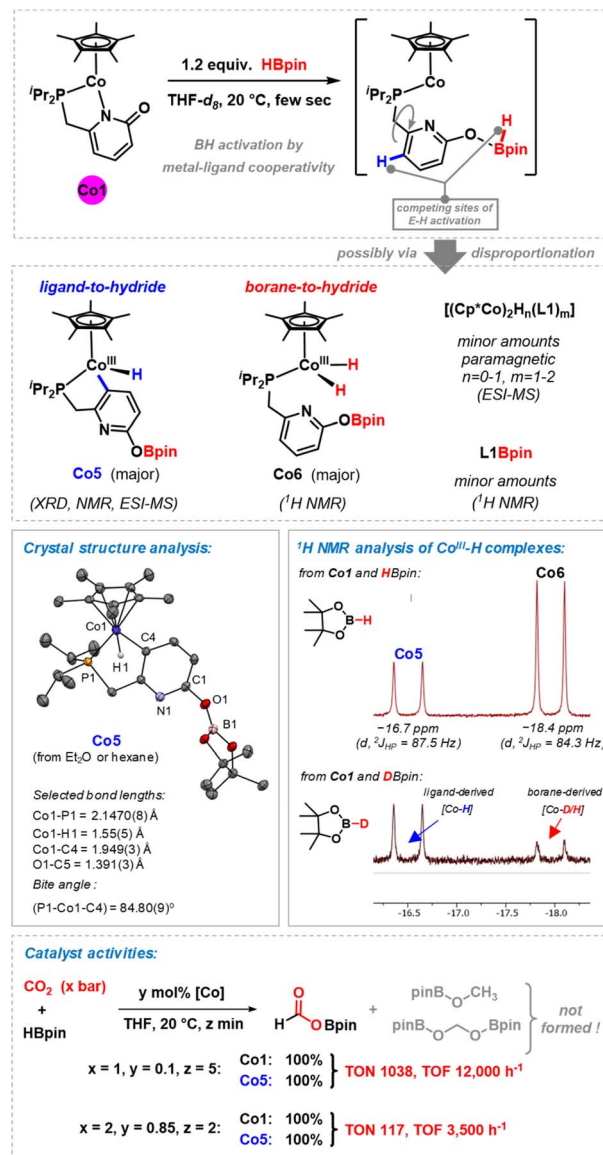 1.2 equiv. HBpin
THF-d8, 20 °C, few sec
BH activation by
metal-ligand cooperativity
iPr2P
Co
N
O
Co1
Co
iPr2P
N
O
H
Bpin
H
competing sites of
E-H activation
possibly via
disproportionation
ligand-to-hydride
borane-to-hydride
[(Cp*Co)2Hn(L1)m]
minor amounts
paramagnetic
n=0-1, m=1-2
(ESI-MS)
CoIII
H
iPr2P
N
OBpin
CoIII
H
H
iPr2P
N
OBpin
L1Bpin
Co5 (major)
Co6 (major)
minor amounts
(XRD, NMR, ESI-MS)
(1H NMR)
(1H NMR)
Crystal structure analysis:
Co1
C4
P1
H1
C1
O1
N1
B1
Co5
(from Et2O or hexane)
Selected bond lengths:
Co1-P1 = 2.1470(8) Å
Co1-H1 = 1.55(5) Å
Co1-C4 = 1.949(3) Å
O1-C5 = 1.391(3) Å
Bite angle :
(P1-Co1-C4) = 84.80(9)o
1H NMR analysis of CoIII-H complexes:
from Co1 and HBpin:
Co6
O
B-H
O
Co5
−16.7 ppm
(d, 2JHP = 87.5 Hz)
−18.4 ppm
(d, 2JHP = 84.3 Hz)
from Co1 and DBpin:
ligand-derived
[Co-H]
borane-derived
[Co-D/H]
O
B-D
O
-16.5
-17.0
-17.5
-18.0
Catalyst activities:
CO2 (x bar)
+
HBpin
y mol% [Co]
THF, 20 °C, z min
O
H
O
Bpin
+
pinB
O
CH3
pinB
O
O
Bpin
not
formed !
x = 1, y = 0.1, z = 5:
Co1: 100%
Co5: 100%
TON 1038, TOF 12,000 h-1
x = 2, y = 0.85, z = 2:
Co1: 100%
Co5: 100%
TON 117, TOF 3,500 h-1